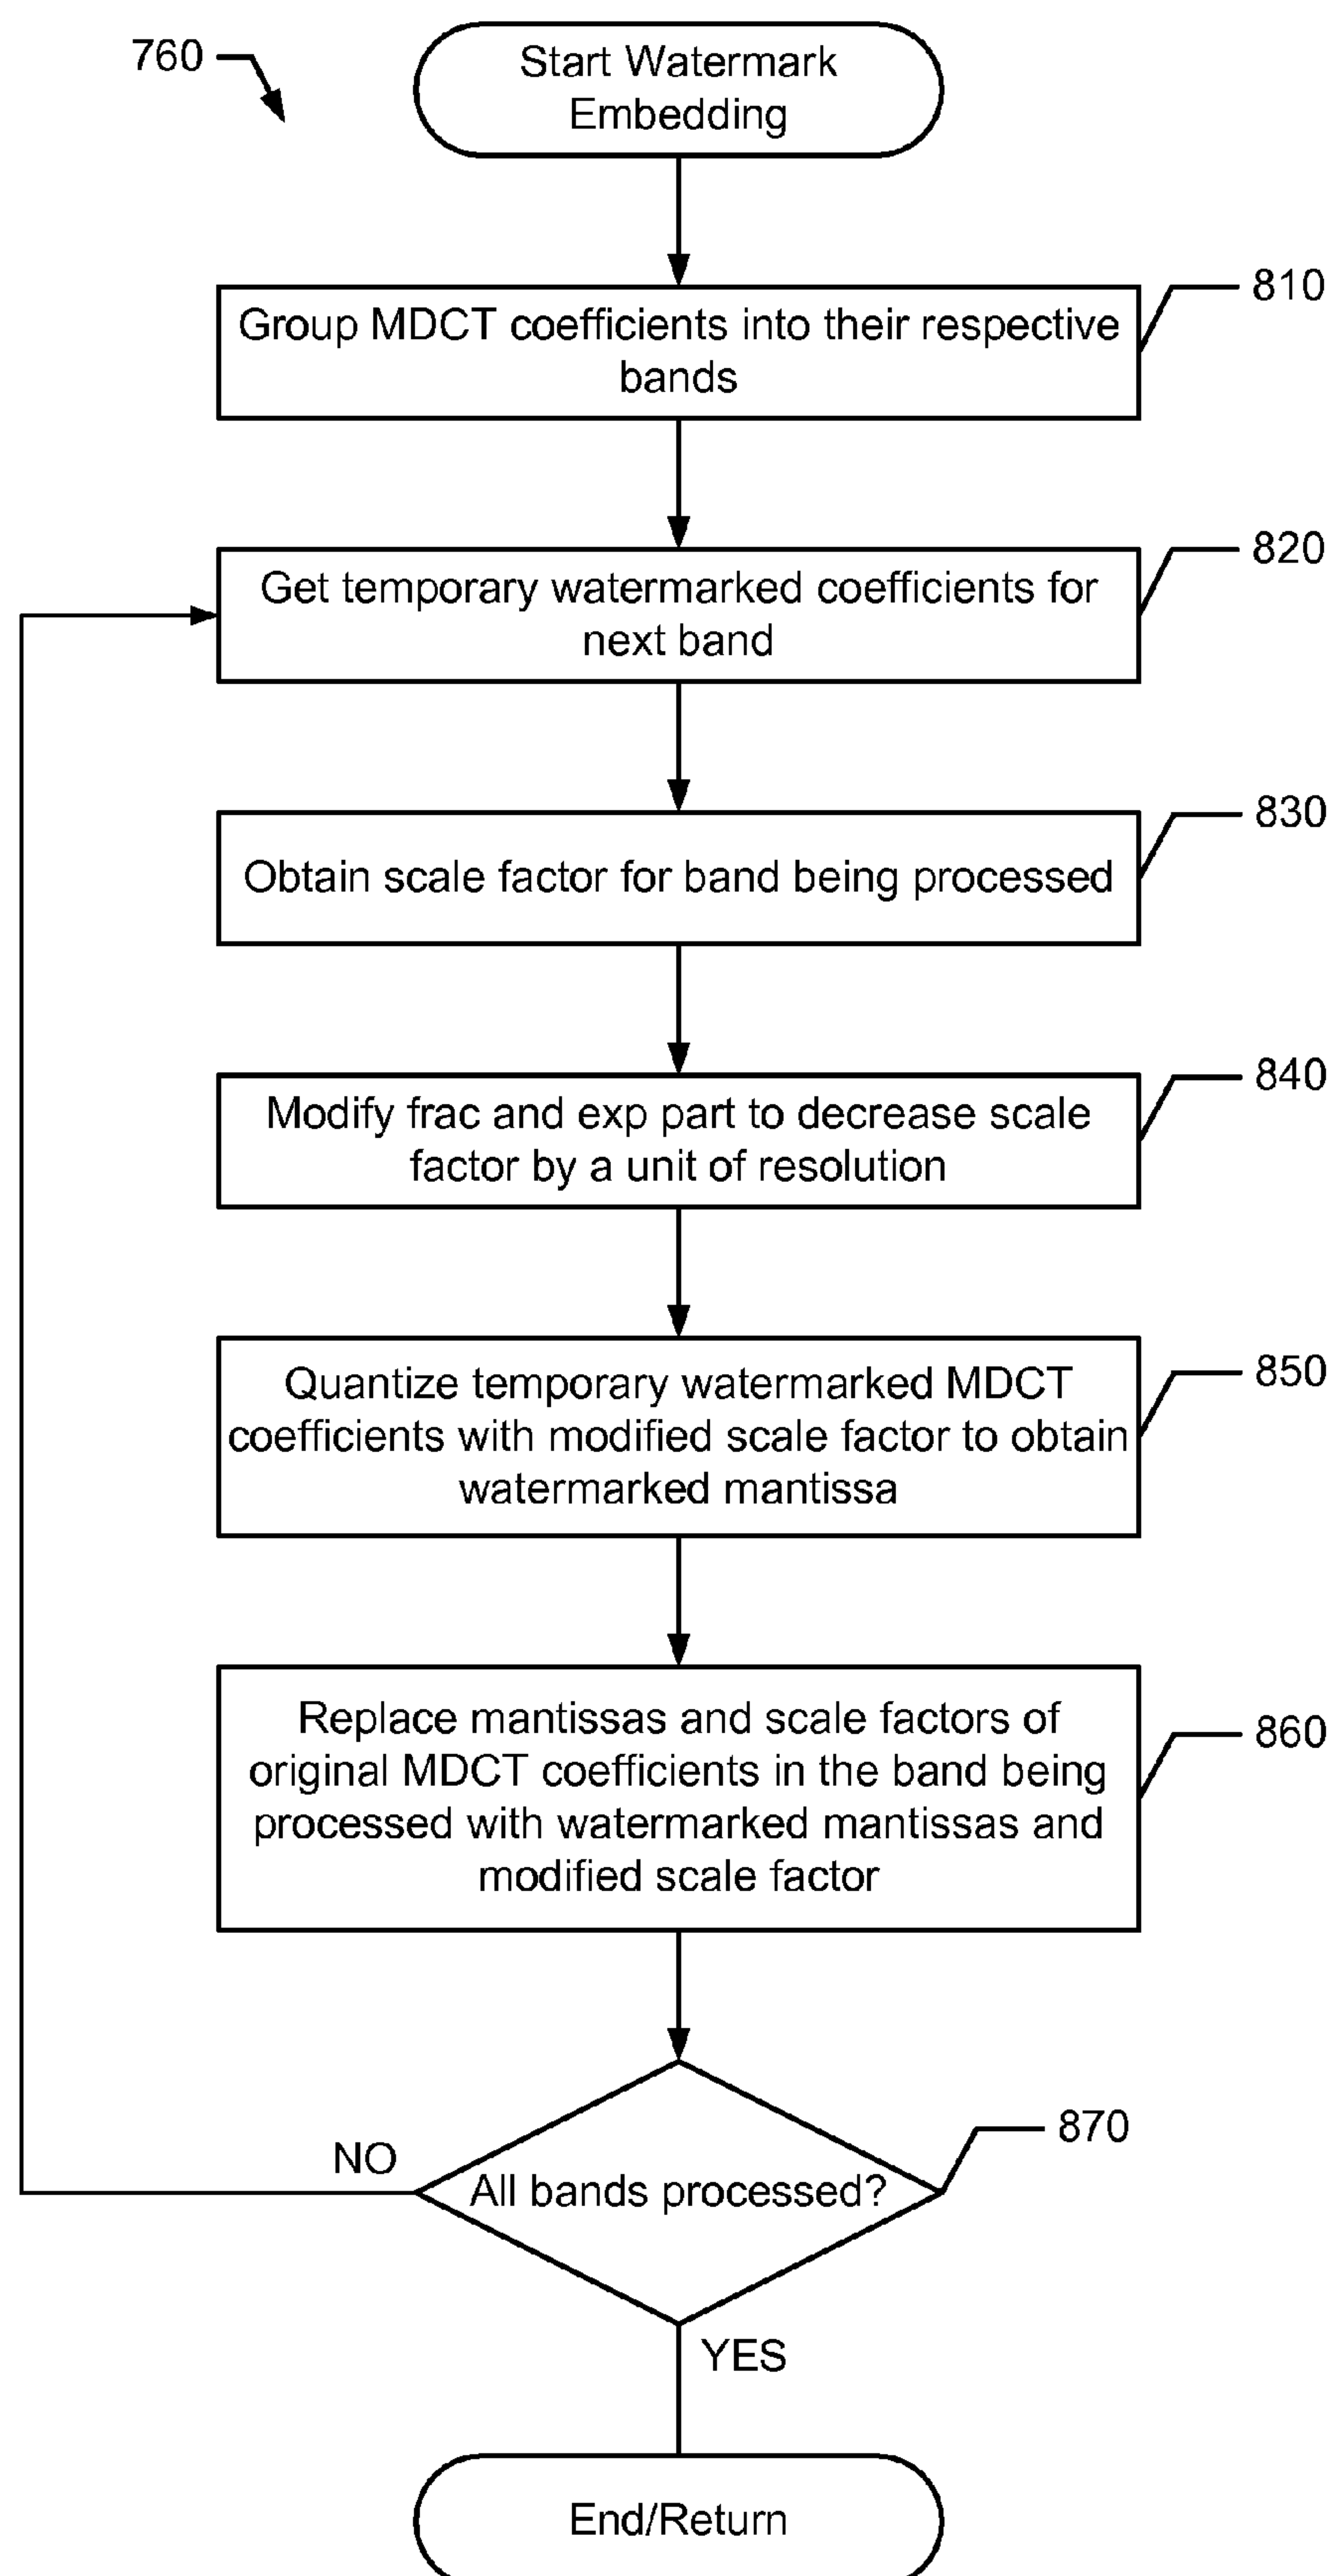 760
Start Watermark
Embedding
810
Group MDCT coefficients into their respective
bands
820
Get temporary watermarked coefficients for
next band
830
Obtain scale factor for band being processed
840
Modify frac and exp part to decrease scale
factor by a unit of resolution
850
Quantize temporary watermarked MDCT
coefficients with modified scale factor to obtain
watermarked mantissa
860
Replace mantissas and scale factors of
original MDCT coefficients in the band being
processed with watermarked mantissas and
modified scale factor
870
NO
All bands processed?
YES
End/Return